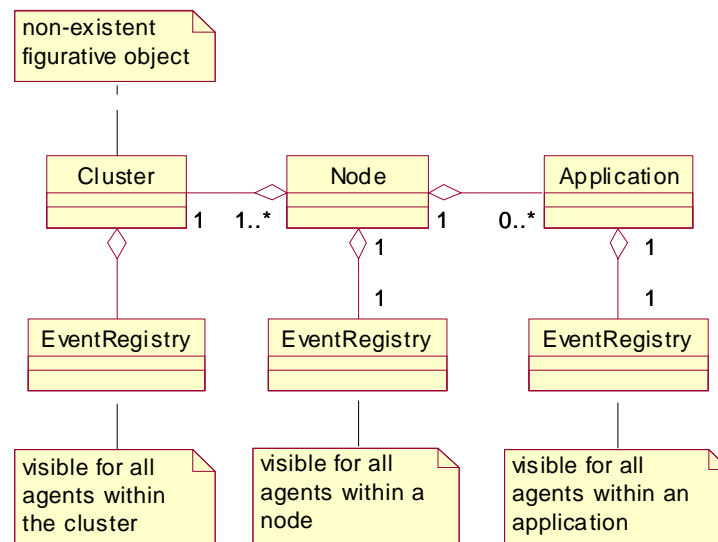 non-existent
figurative object
Cluster
Node
Application
1
1..*
1
0..*
1
1
1
1
EventRegistry
EventRegistry
EventRegistry
visible for all
agents within
the cluster
visible for all
agents within a
node
visible for all
agents within an
application